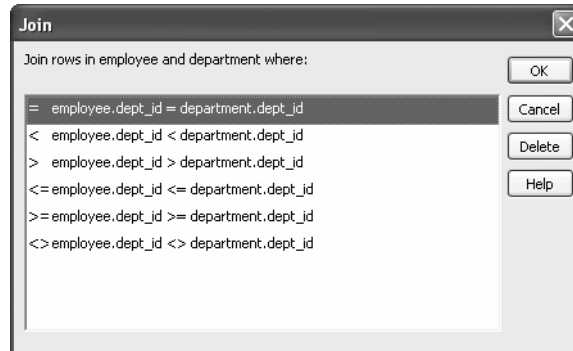 Join
Join rows in employee and department where:
= employee.dept_id = department.dept_id
< employee.dept_id < department.dept_id
> employee.dept_id > department.dept_id
<= employee.dept_id <= department.dept_id
>= employee.dept_id >= department.dept_id
<> employee.dept_id <> department.dept_id
OK
Cancel
Delete
Help